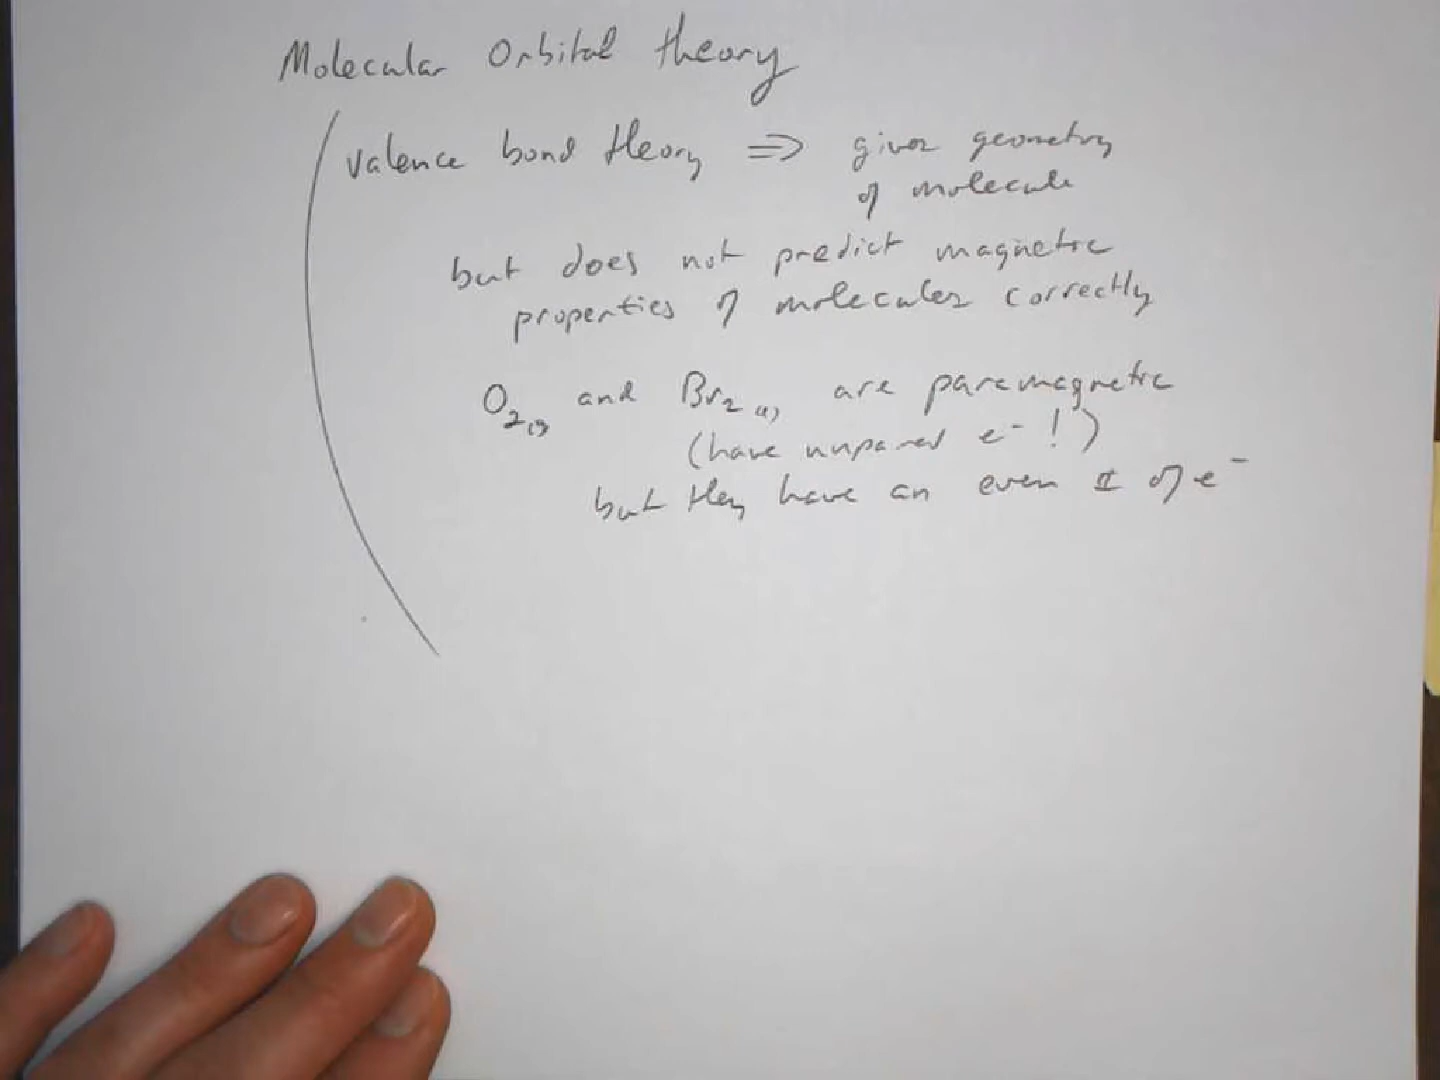 Molecular Orbital theory
valence bond theory ⇒ gives geometry
of molecule
but does not predict magnetic
properties of molecules correctly
O₂ and Br₂ are paramagnetic
(have unpaired e⁻!)
but they have an even # of e⁻